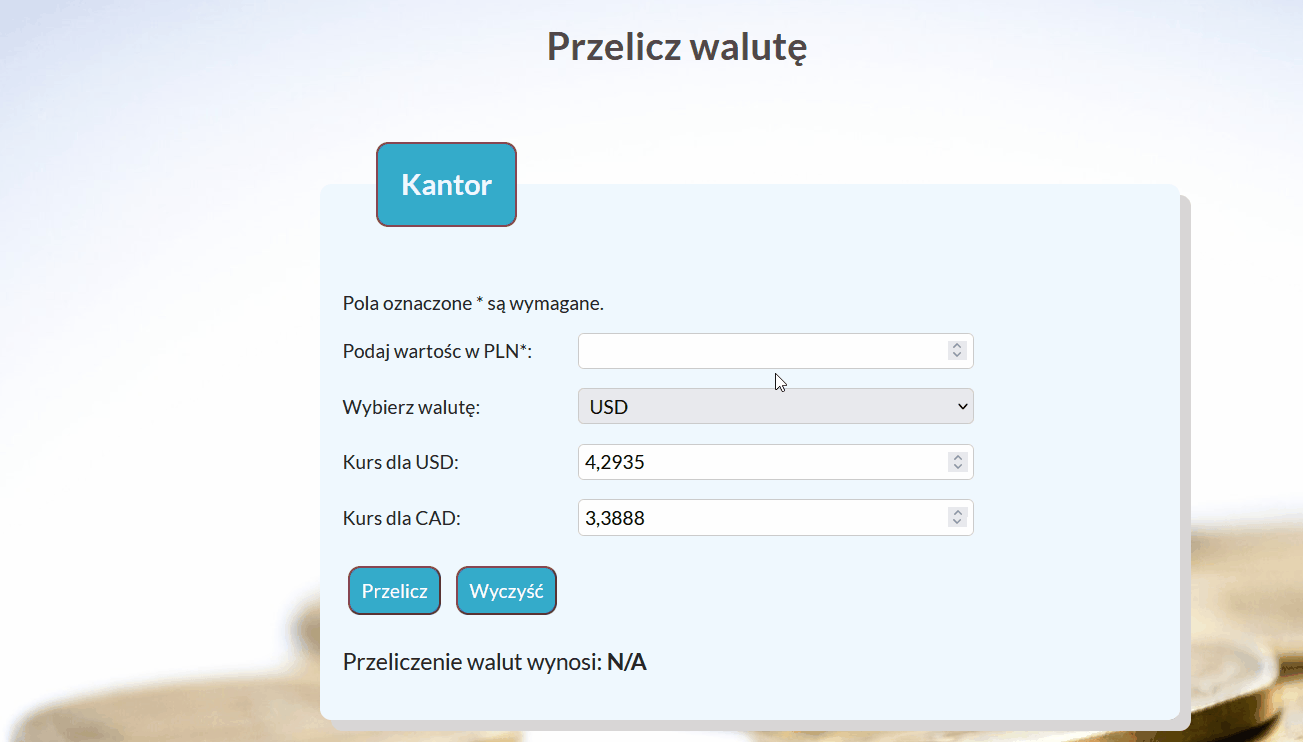 Przelicz walutę
Kantor
Pola oznaczone * są wymagane.
Podaj wartośc w PLN*:
Wybierz walutę: USD
Kurs dla USD: 4,2935
Kurs dla CAD: 3,3888
Przelicz Wyczyść
Przeliczenie walut wynosi: N/A